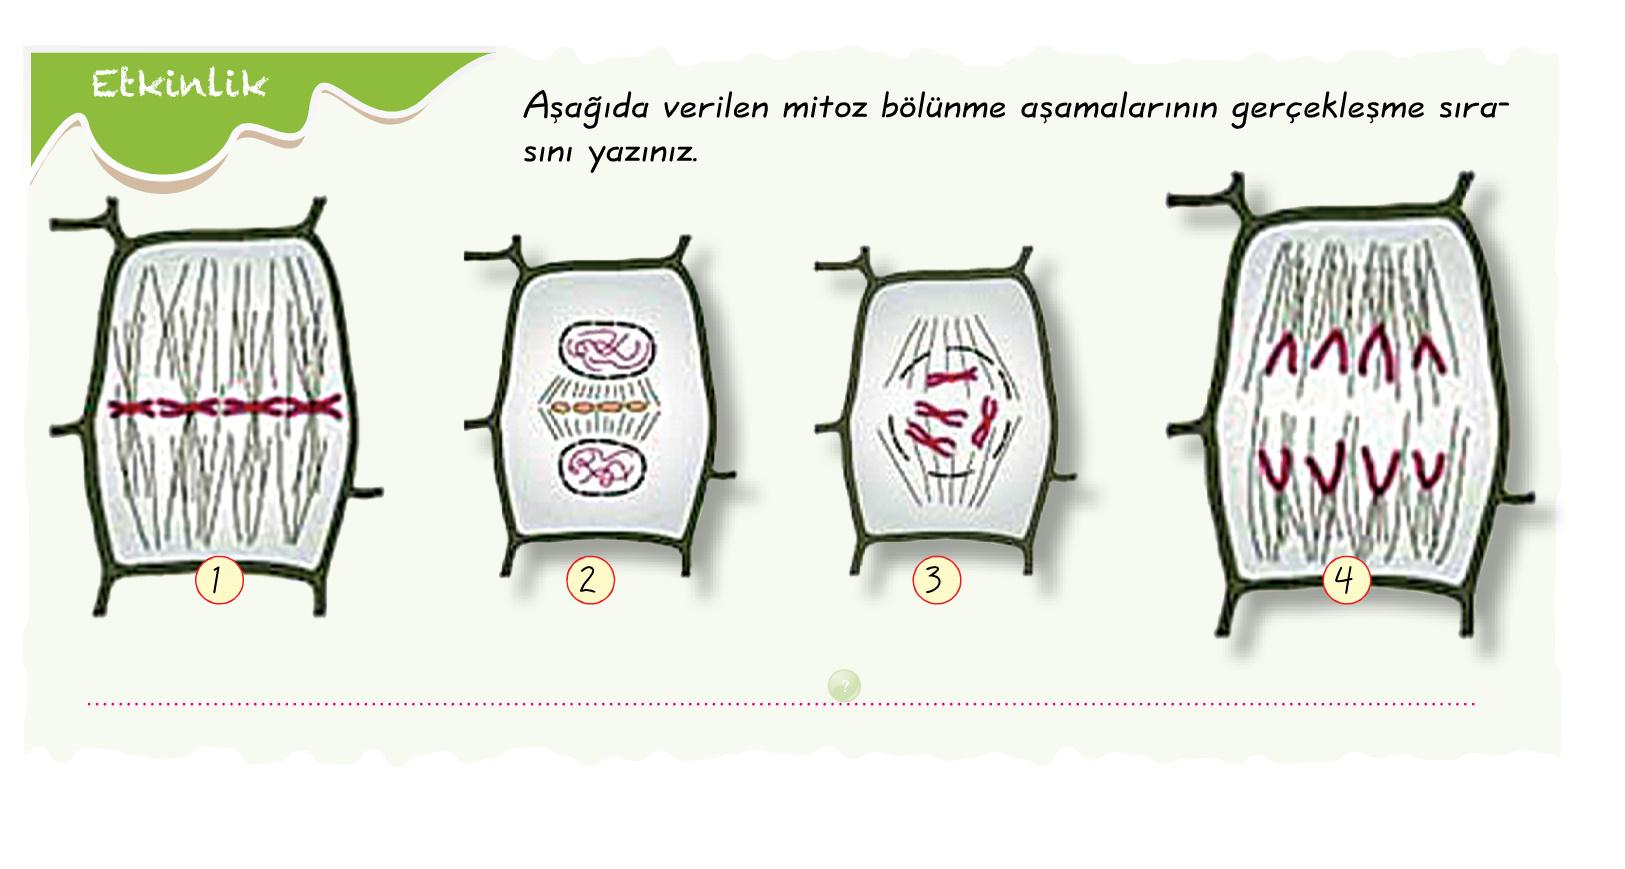 Etkinlik
Aşağıda verilen mitoz bölünme aşamalarının gerçekleşme sıra-
sını yazınız.
1
2
3
4
?